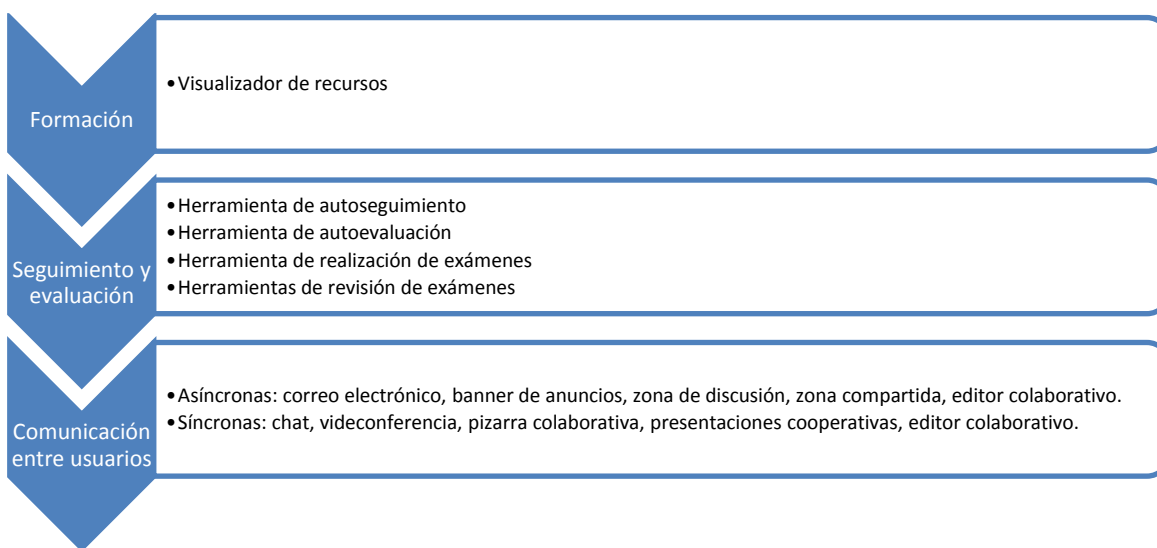 Formación
•Visualizador de recursos
Seguimiento y
evaluación
•Herramienta de autoseguimiento
•Herramienta de autoevaluación
•Herramienta de realización de exámenes
•Herramientas de revisión de exámenes
Comunicación
entre usuarios
•Asíncronas: correo electrónico, banner de anuncios, zona de discusión, zona compartida, editor colaborativo.
•Síncronas: chat, videconferencia, pizarra colaborativa, presentaciones cooperativas, editor colaborativo.